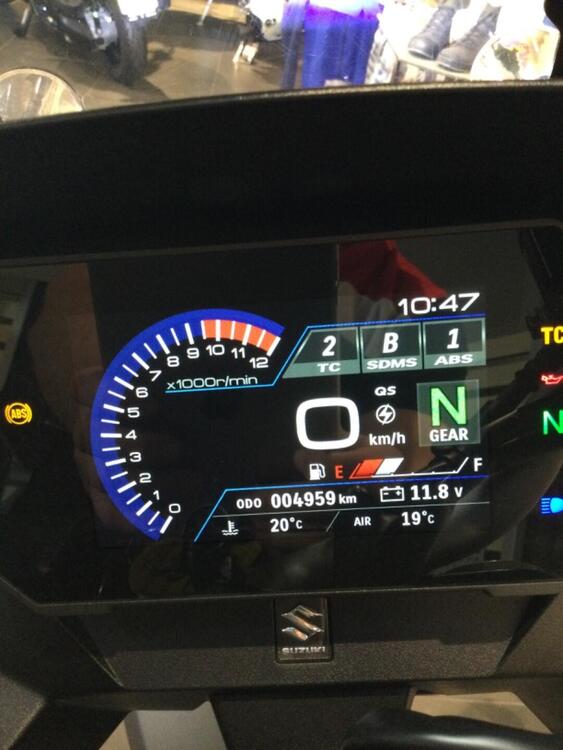 10:47
2 B 1
TC SDMS ABS
8 9 10 11 12
7
6
5
4
3
2
1
0
x1000r/min
QS
0
km/h
N
GEAR
E F
ODO 004959 km 11.8 V
20°C AIR 19°C
ABS
TC
N
SUZUKI